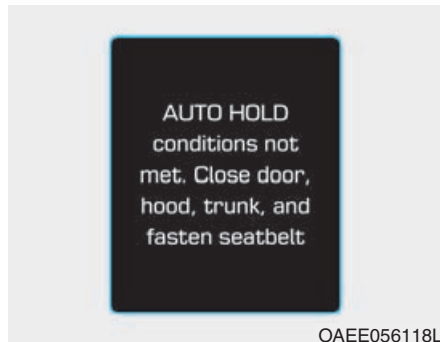 AUTO HOLD
conditions not
met. Close door,
hood, trunk, and
fasten seatbelt
OAEE056118L